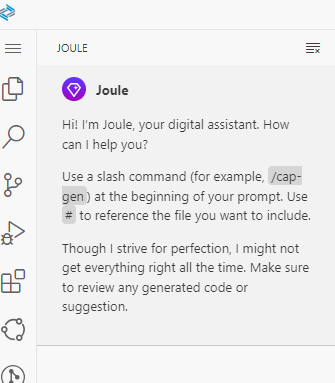 JOULE
Joule
Hi! I'm Joule, your digital assistant. How
can I help you?
Use a slash command (for example, /cap-
gen) at the beginning of your prompt. Use
# to reference the file you want to include.
Though I strive for perfection, I might not
get everything right all the time. Make sure
to review any generated code or
suggestion.